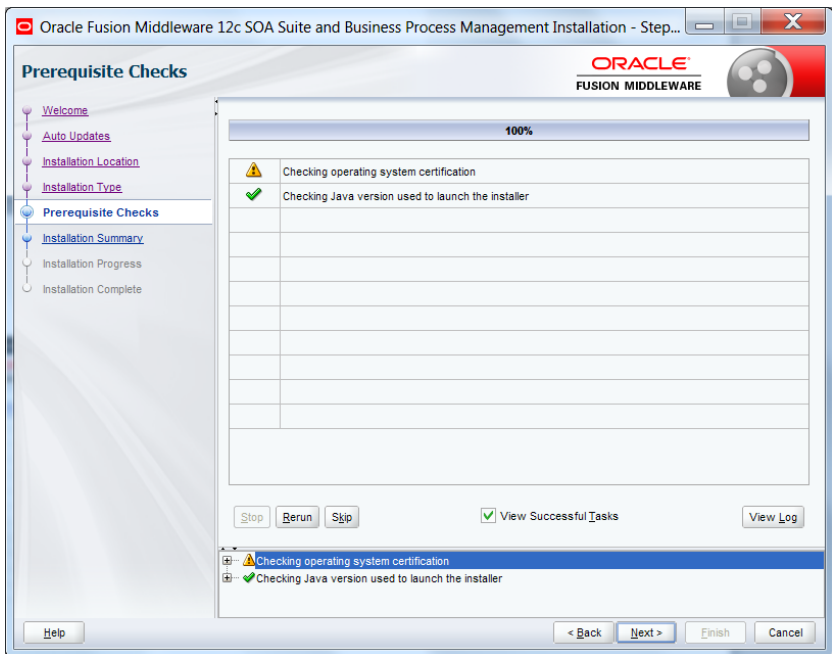 Oracle Fusion Middleware 12c SOA Suite and Business Process Management Installation - Step...
Prerequisite Checks
ORACLE
FUSION MIDDLEWARE
Welcome
Auto Updates
Installation Location
Installation Type
Prerequisite Checks
Installation Summary
Installation Progress
Installation Complete
100%
Checking operating system certification
Checking Java version used to launch the installer
Stop Rerun Skip View Successful Tasks View Log
Checking operating system certification
Checking Java version used to launch the installer
Help < Back Next > Finish Cancel